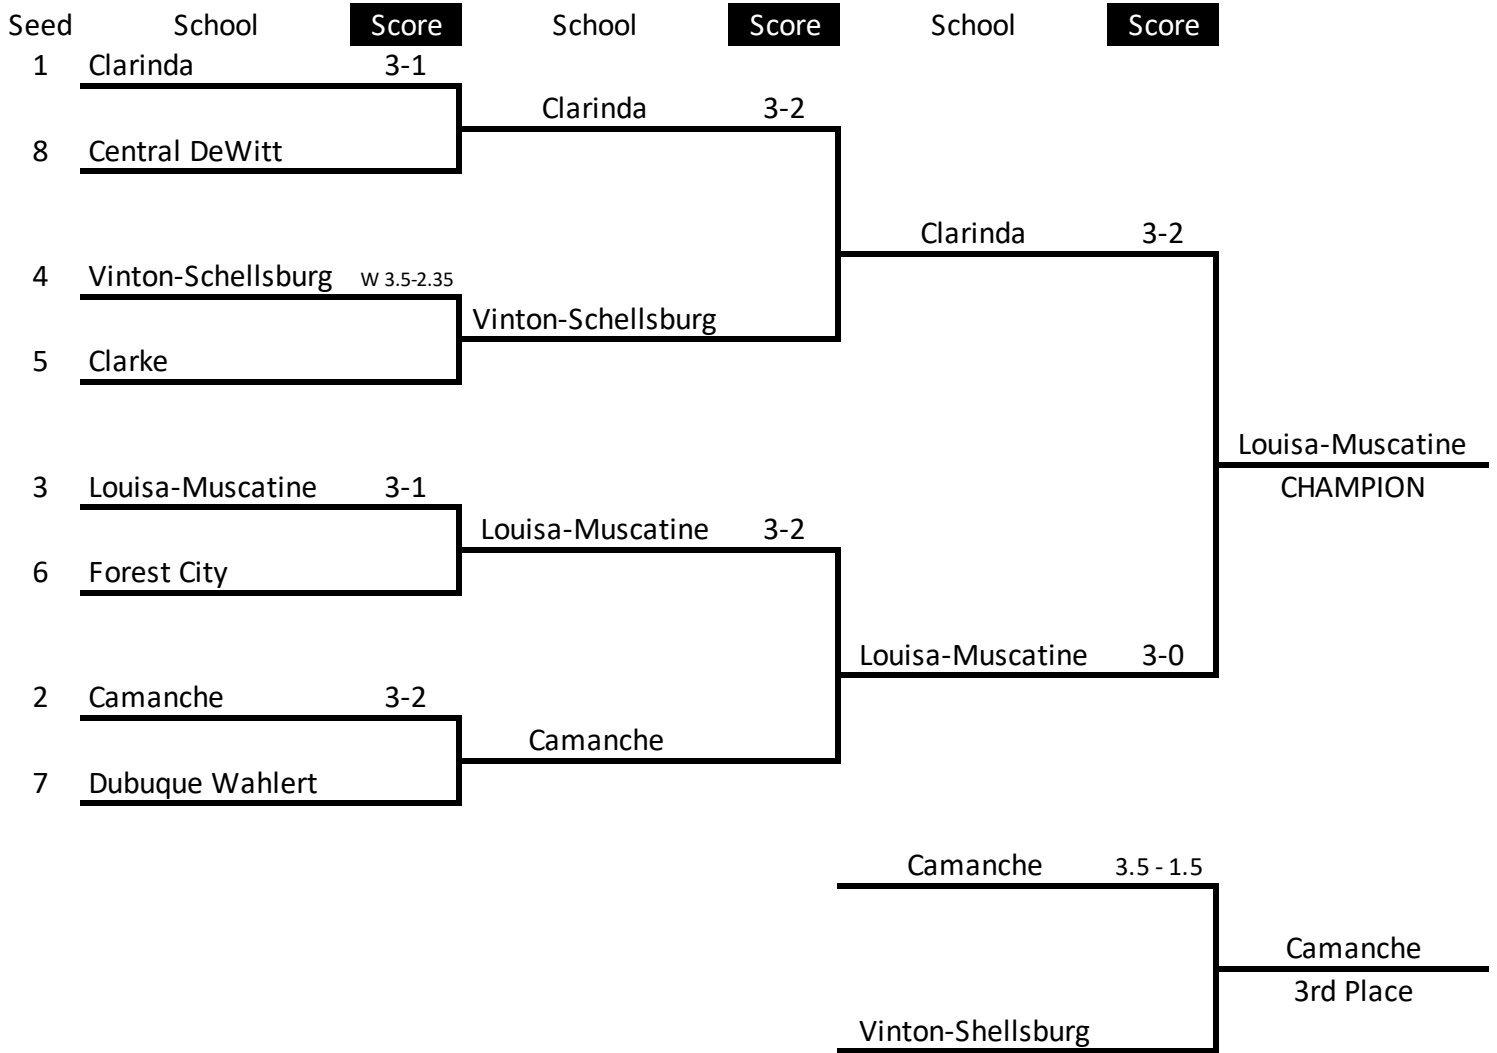 Seed School Score School Score School Score
1 Clarinda 3-1
Clarinda 3-2
8 Central DeWitt
Clarinda 3-2
4 Vinton-Schellsburg W 3.5-2.35
Vinton-Schellsburg
5 Clarke
Louisa-Muscatine
3 Louisa-Muscatine 3-1 CHAMPION
Louisa-Muscatine 3-2
6 Forest City
Louisa-Muscatine 3-0
2 Camanche 3-2
Camanche
7 Dubuque Wahlert
Camanche 3.5 - 1.5
Camanche
3rd Place
Vinton-Shellsburg